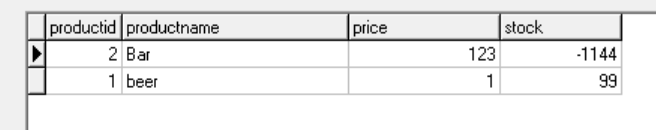 productid productname price stock
2 Bar 123 -1144
1 beer 1 99